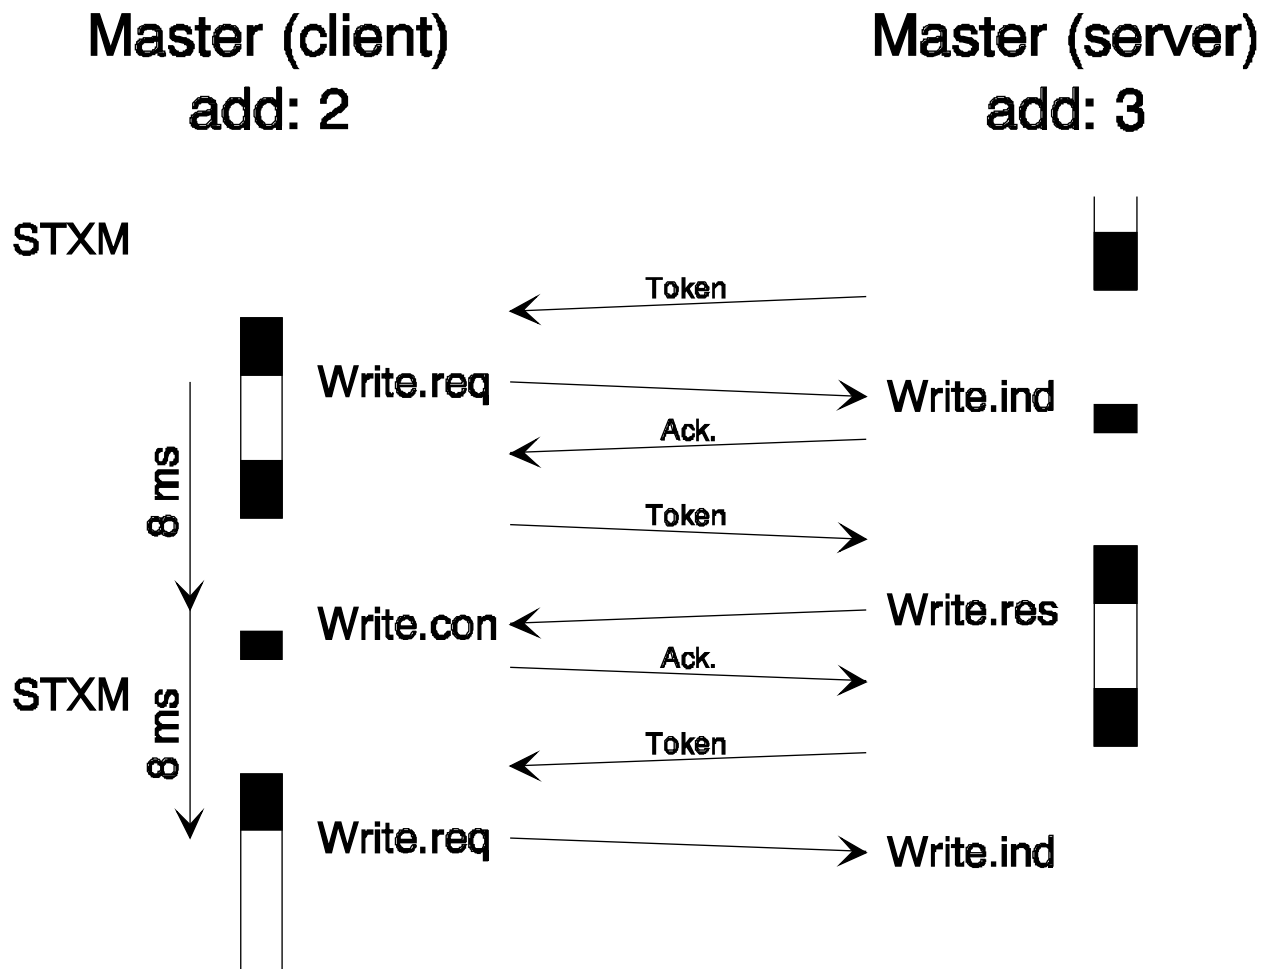 Master (client)
add: 2
Master (server)
add: 3
STXM
Token
Write.req
Write.ind
Ack.
8 ms
Token
Write.con
Write.res
Ack.
STXM
8 ms
Token
Write.req
Write.ind